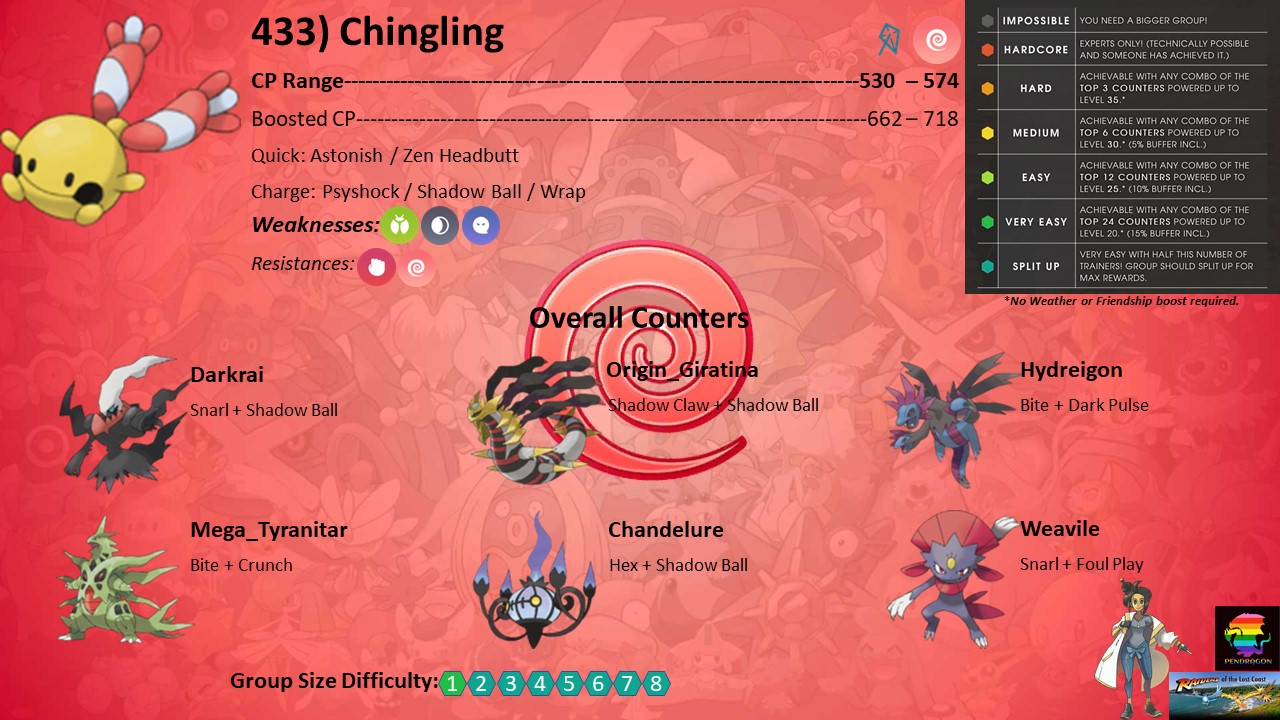 433) Chingling
CP Range---------------------------------------------------------------------------530 – 574
Boosted CP--------------------------------------------------------------------------662 – 718
Quick: Astonish / Zen Headbutt
Charge: Psyshock / Shadow Ball / Wrap
Weaknesses:
Resistances:
IMPOSSIBLE YOU NEED A BIGGER GROUP!
HARDCORE EXPERTS ONLY! (TECHNICALLY POSSIBLE
AND SOMEONE HAS ACHIEVED IT.)
HARD ACHIEVABLE WITH ANY COMBO OF THE
TOP 3 COUNTERS POWERED UP TO
LEVEL 35.*
MEDIUM ACHIEVABLE WITH ANY COMBO OF THE
TOP 6 COUNTERS POWERED UP TO
LEVEL 30.* (5% BUFFER INCL.)
EASY ACHIEVABLE WITH ANY COMBO OF THE
TOP 12 COUNTERS POWERED UP TO
LEVEL 25.* (10% BUFFER INCL.)
VERY EASY ACHIEVABLE WITH ANY COMBO OF THE
TOP 24 COUNTERS POWERED UP TO
LEVEL 20.* (15% BUFFER INCL.)
SPLIT UP VERY EASY WITH HALF THIS NUMBER OF
TRAINERS! GROUP SHOULD SPLIT UP FOR
MAX REWARDS.
*No Weather or Friendship boost required.
Overall Counters
Darkrai
Snarl + Shadow Ball
Origin_Giratina
Shadow Claw + Shadow Ball
Hydreigon
Bite + Dark Pulse
Mega_Tyranitar
Bite + Crunch
Chandelure
Hex + Shadow Ball
Weavile
Snarl + Foul Play
Group Size Difficulty: 1 2 3 4 5 6 7 8
PENDRAGON
RAIDERS of the Lost Coast